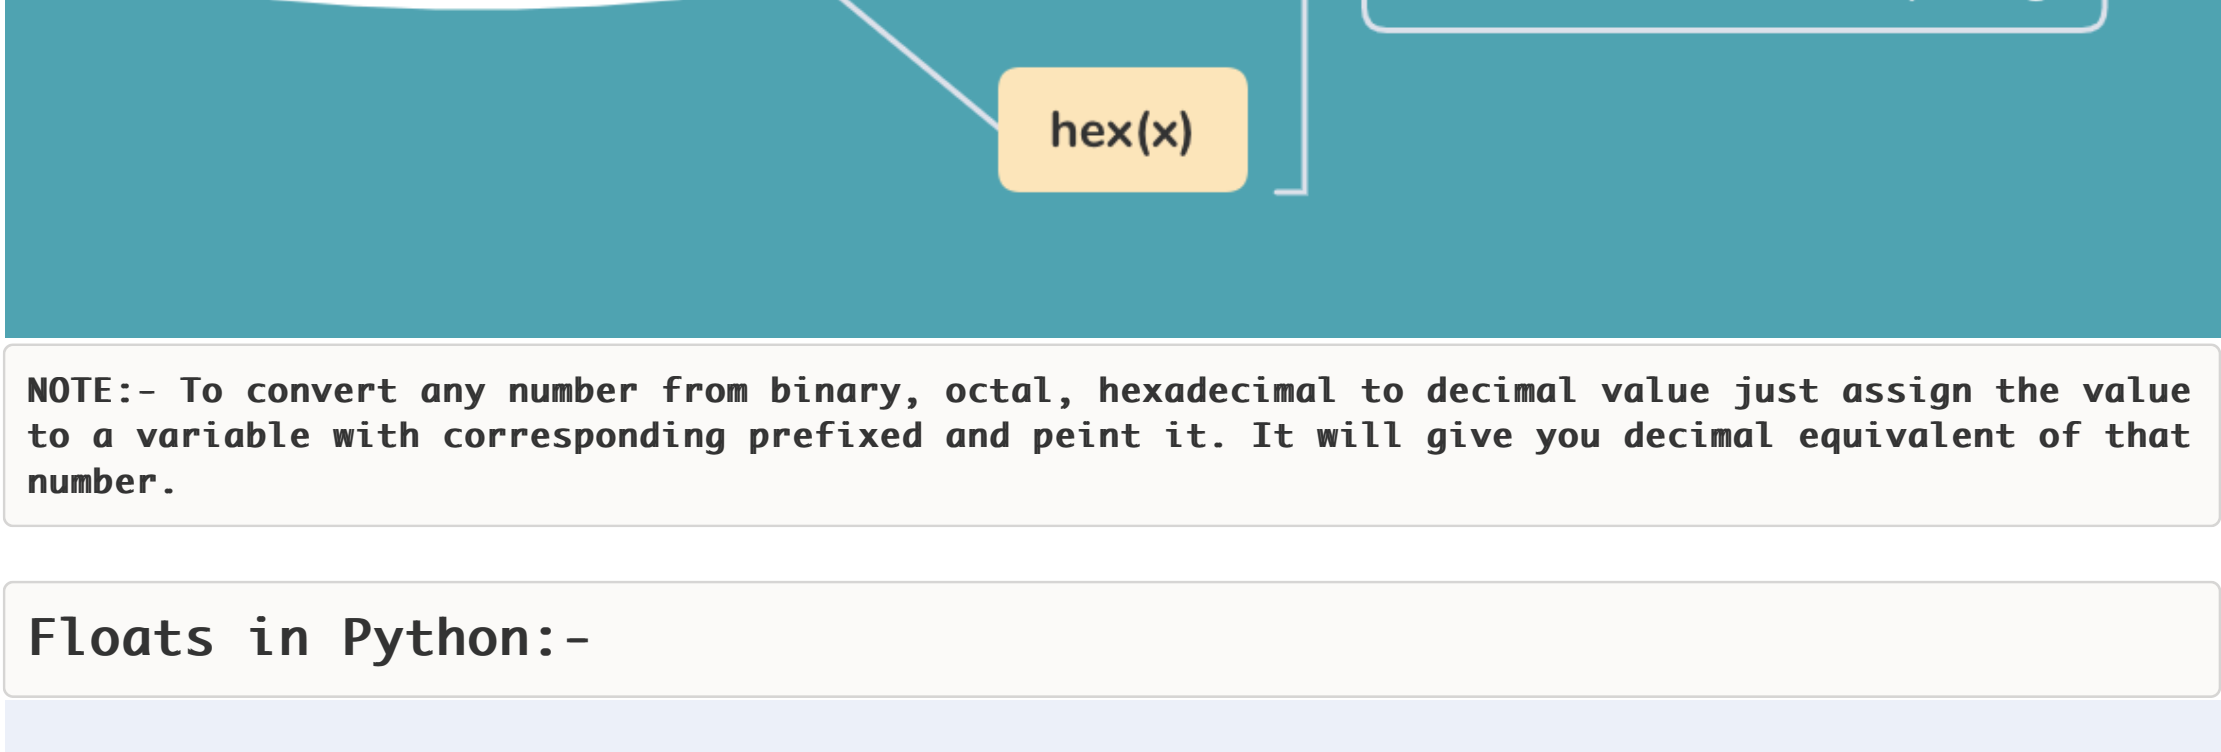 hex(x)
NOTE:- To convert any number from binary, octal, hexadecimal to decimal value just assign the value
to a variable with corresponding prefixed and peint it. It will give you decimal equivalent of that
number.
Floats in Python:-